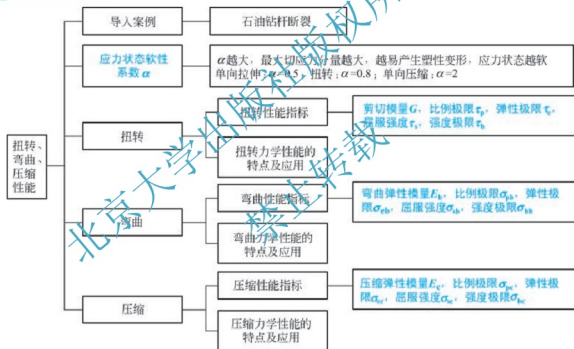 导入案例
石油钻杆断裂
应力状态软性
系数α
α越大，最大切应力分量越大，越易产生塑性变形，应力状态越软
单向拉伸：α=0.5；扭转：α=0.8；单向压缩：α=2
扭转、
弯曲、
压缩
性能
扭转
扭转性能指标
剪切模量G，比例极限τp，弹性极限τe
屈服强度τs，强度极限τb
扭转力学性能的
特点及应用
弯曲
弯曲性能指标
弯曲弹性模量Eb，比例极限σpb，弹性极
限σeb，屈服强度σsb，强度极限σbb
弯曲力学性能的
特点及应用
压缩
压缩性能指标
压缩弹性模量Ec，比例极限σpc，弹性极
限σec，屈服强度σsc，强度极限σbc
压缩力学性能的
特点及应用
北京大学出版社版权所有
禁止转载